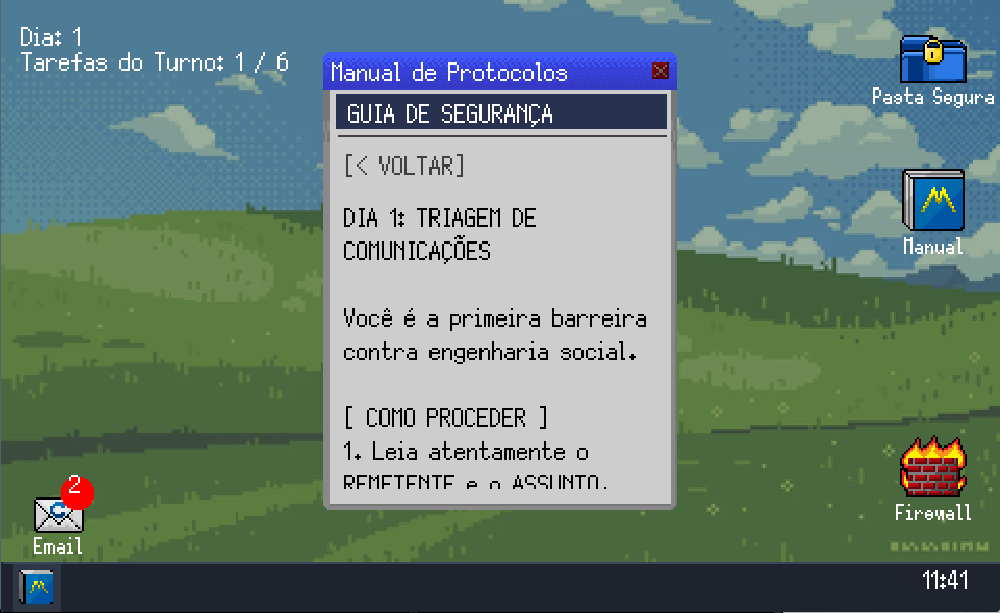 Dia: 1
Tarefas do Turno: 1 / 6
Manual de Protocolos
GUIA DE SEGURANÇA
[< VOLTAR]
DIA 1: TRIAGEM DE
COMUNICAÇÕES
Você é a primeira barreira
contra engenharia social.
[ COMO PROCEDER ]
1. Leia atentamente o
REMETENTE e o ASSUNTO.
Pasta Segura
Manual
Firewall
2
Email
11:41